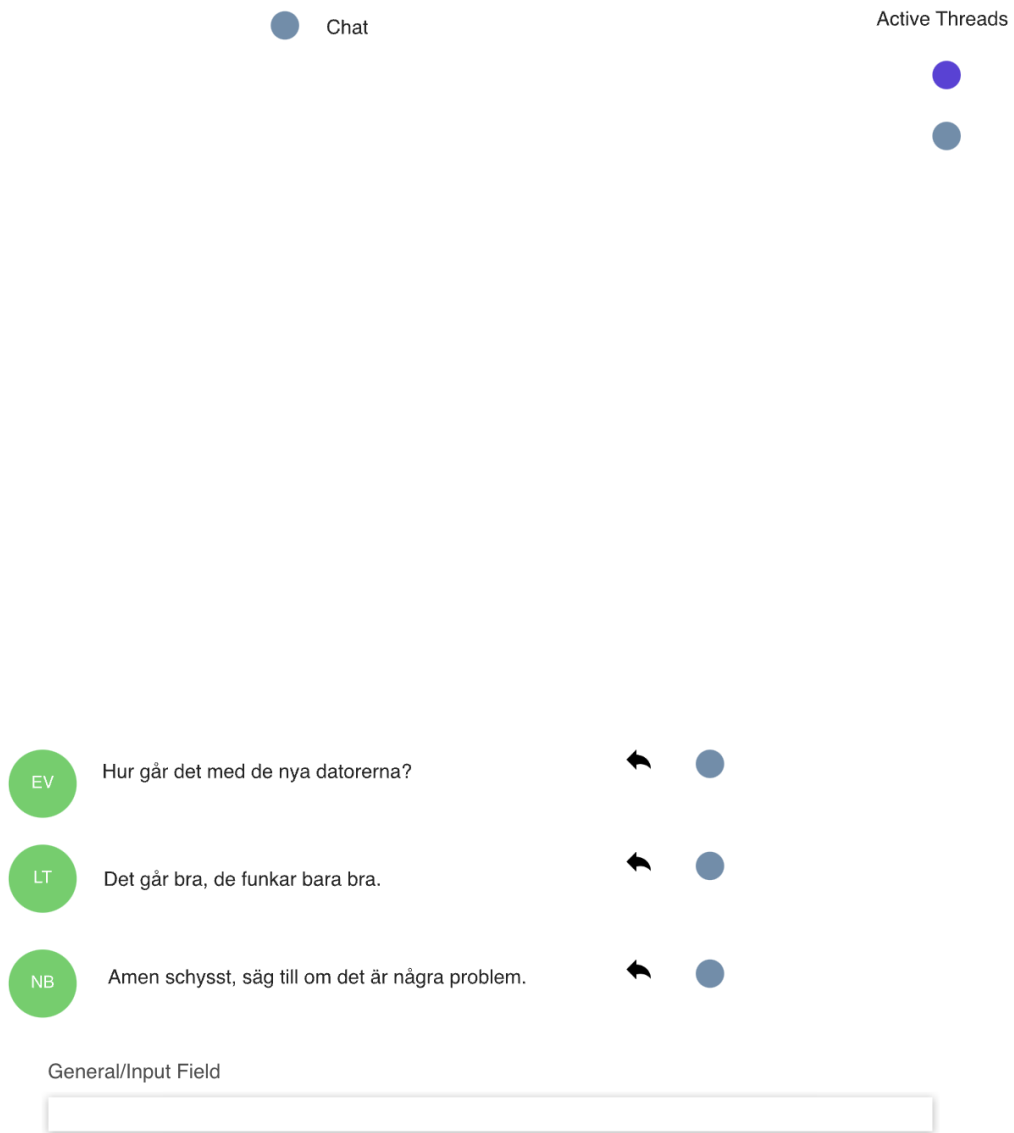 Chat
Active Threads
EV
Hur går det med de nya datorerna?
LT
Det går bra, de funkar bara bra.
NB
Amen schysst, säg till om det är några problem.
General/Input Field